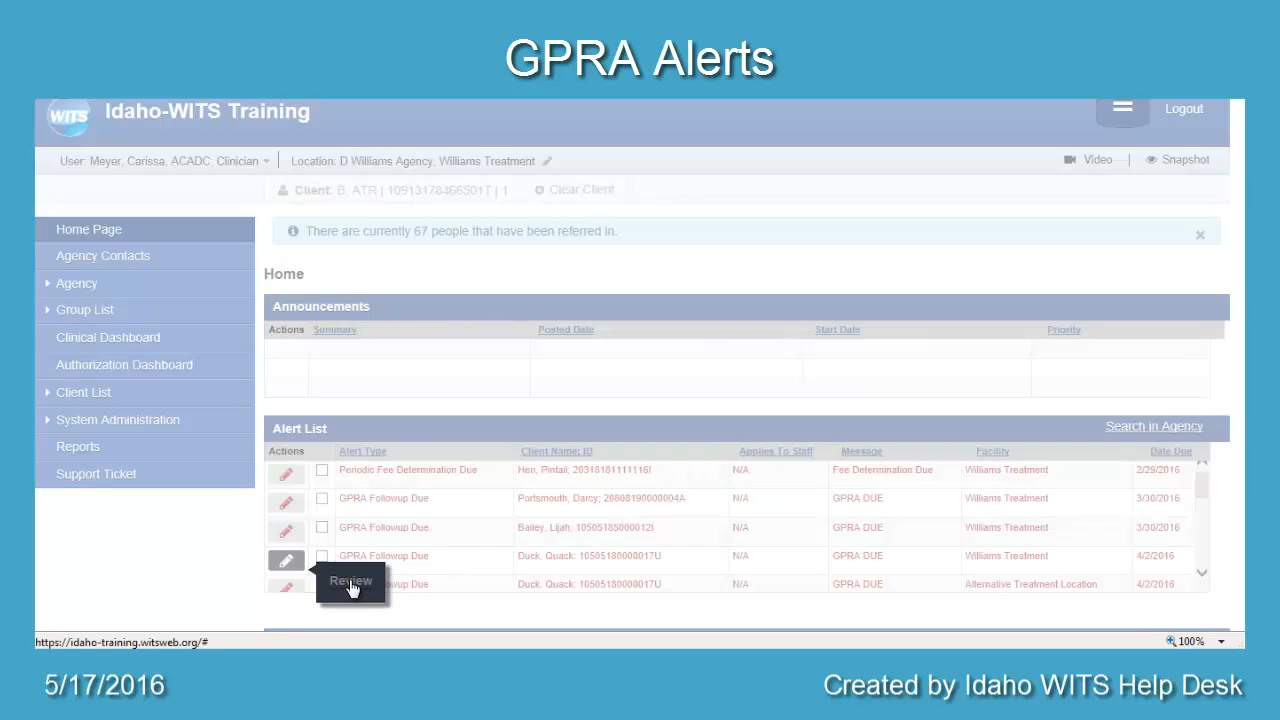 GPRA Alerts
WITS Idaho-WITS Training Logout
User: Meyer, Carissa, ACADC, Clinician Location: D Williams Agency, Williams Treatment Video | Snapshot
Client: B, ATR | 10913178466501T | 1 Clear Client
Home Page
There are currently 67 people that have been referred in.
Agency Contacts
Agency
Group List
Clinical Dashboard
Authorization Dashboard
Client List
System Administration
Reports
Support Ticket
Home
Announcements
Actions Summary Posted Date Start Date Priority
Alert List Search in Agency
Actions Alert Type Client Name; ID Applies To Staff Message Facility Date Due
Periodic Fee Determination Due Hen, Pintail; 20318181111116I N/A Fee Determination Due Williams Treatment 2/29/2016
GPRA Followup Due Portsmouth, Darcy; 20808190000004A N/A GPRA DUE Williams Treatment 3/30/2016
GPRA Followup Due Bailey, Lijah; 10505185000012I N/A GPRA DUE Williams Treatment 3/30/2016
GPRA Followup Due Duck, Quack; 10505180000017U N/A GPRA DUE Williams Treatment 4/2/2016
Review
Followup Due Duck, Quack; 10505180000017U N/A GPRA DUE Alternative Treatment Location 4/2/2016
https://idaho-training.witsweb.org/# 100%
5/17/2016 Created by Idaho WITS Help Desk